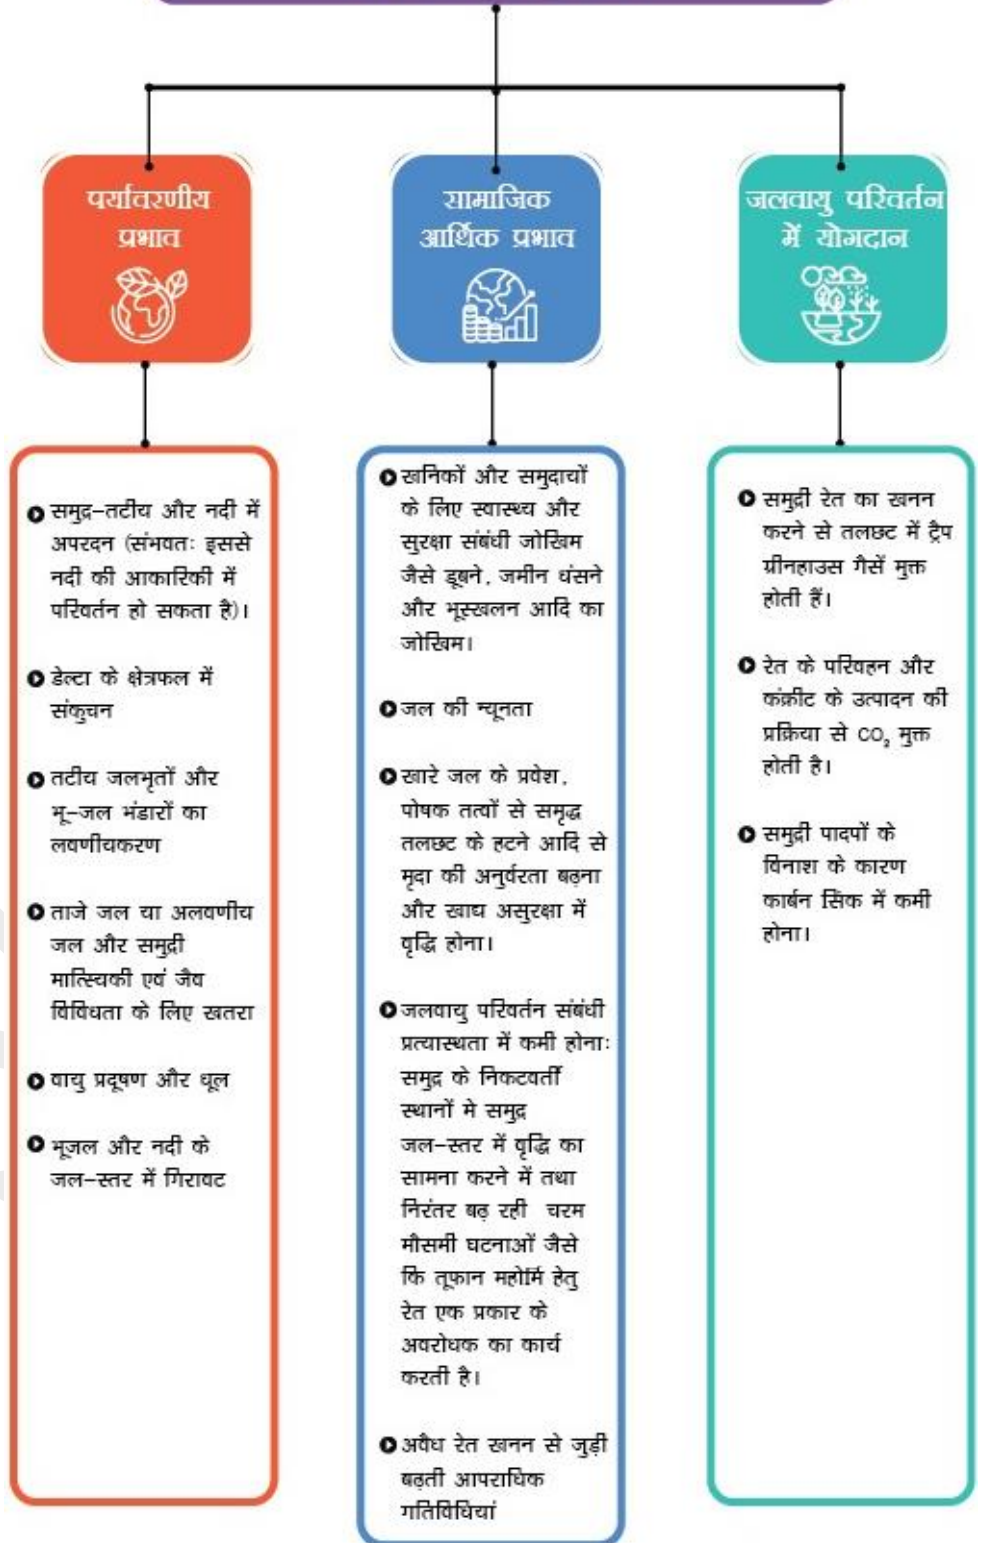 पर्यावरणीय
प्रभाव
समुद्र-तटीय और नदी में
अपरदन (संभवतः इससे
नदी की आकारिकी में
परिवर्तन हो सकता है)।
डेल्टा के क्षेत्रफल में
संकुचन
तटीय जलभृतों और
भू-जल भंडारों का
लवणीयकरण
ताजे जल या अलवणीय
जल और समुद्री
मात्स्यिकी एवं जैव
विविधता के लिए खतरा
वायु प्रदूषण और धूल
भूजल और नदी के
जल-स्तर में गिरावट
सामाजिक
आर्थिक प्रभाव
खनिकों और समुदायों
के लिए स्वास्थ्य और
सुरक्षा संबंधी जोखिम
जैसे डूबने, जमीन धंसने
और भूस्खलन आदि का
जोखिम।
जल की न्यूनता
खारे जल के प्रवेश,
पोषक तत्वों से समृद्ध
तलछट के हटने आदि से
मृदा की अनुर्वरता बढ़ना
और खाद्य असुरक्षा में
वृद्धि होना।
जलवायु परिवर्तन संबंधी
प्रत्यास्थता में कमी होनाः
समुद्र के निकटवर्ती
स्थानों मे समुद्र
जल-स्तर में वृद्धि का
सामना करने में तथा
निरंतर बढ़ रही चरम
मौसमी घटनाओं जैसे
कि तूफान महोर्मि हेतु
रेत एक प्रकार के
अवरोधक का कार्य
करती है।
अवैध रेत खनन से जुड़ी
बढ़ती आपराधिक
गतिविधियां
जलवायु परिवर्तन
में योगदान
समुद्री रेत का खनन
करने से तलछट में ट्रैप
ग्रीनहाउस गैसें मुक्त
होती हैं।
रेत के परिवहन और
कंक्रीट के उत्पादन की
प्रक्रिया से CO₂ मुक्त
होती है।
समुद्री पादपों के
विनाश के कारण
कार्बन सिंक में कमी
होना।